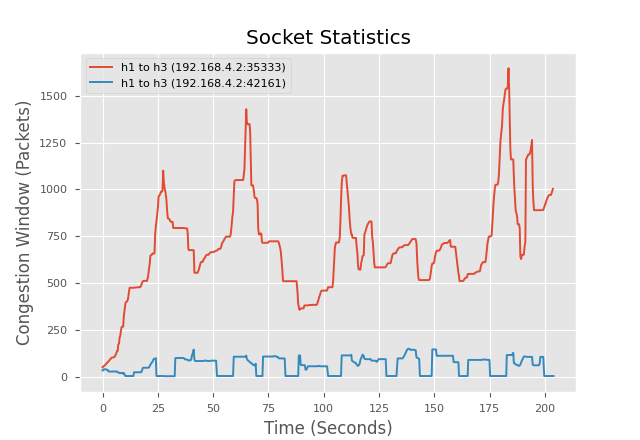 Socket Statistics
h1 to h3 (192.168.4.2:35333)
h1 to h3 (192.168.4.2:42161)
Congestion Window (Packets)
1500
1250
1000
750
500
250
0
0 25 50 75 100 125 150 175 200
Time (Seconds)